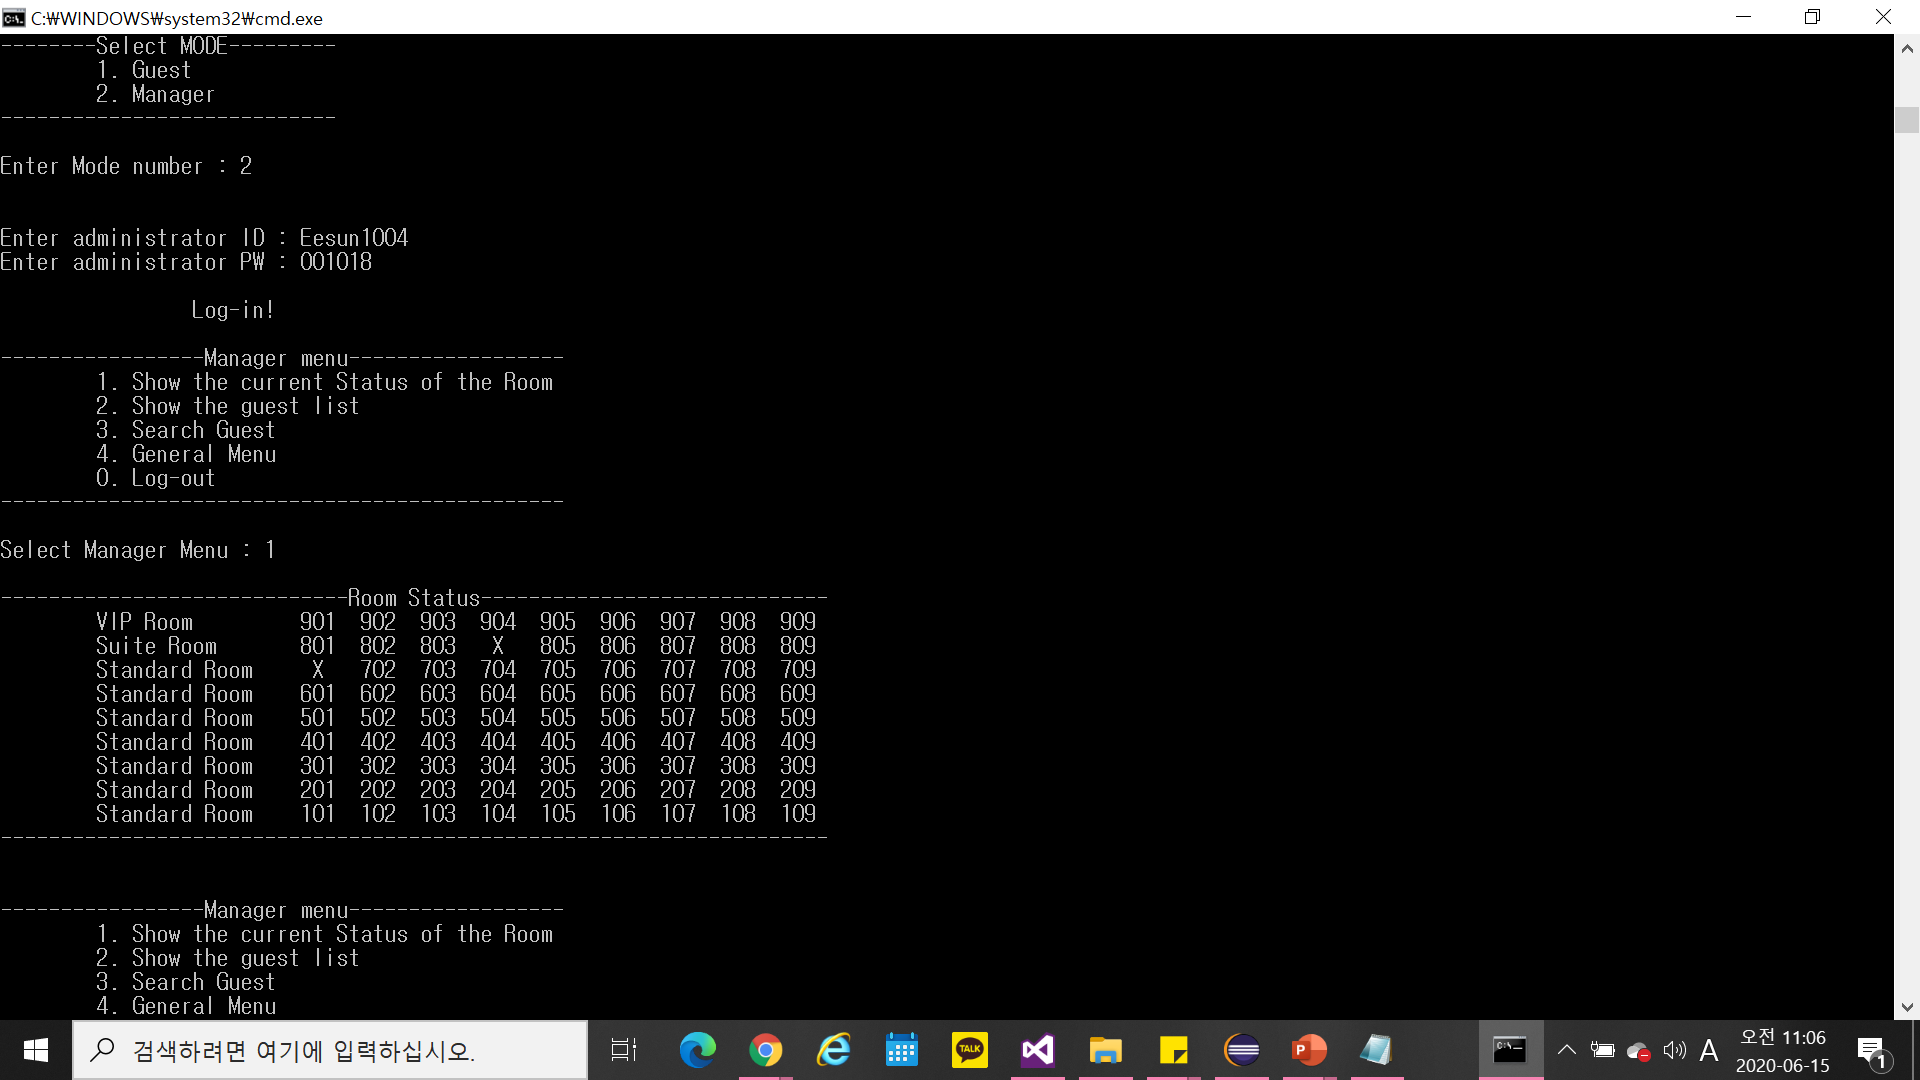 C:₩WINDOWS₩system32₩cmd.exe
--------Select MODE---------
1. Guest
2. Manager
----------------------------
Enter Mode number : 2
Enter administrator ID : Eesun1004
Enter administrator PW : 001018
Log-in!
-----------------Manager menu------------------
1. Show the current Status of the Room
2. Show the guest list
3. Search Guest
4. General Menu
0. Log-out
-----------------------------------------------
Select Manager Menu : 1
-----------------------------Room Status-----------------------------
VIP Room 901 902 903 904 905 906 907 908 909
Suite Room 801 802 803 X 805 806 807 808 809
Standard Room X 702 703 704 705 706 707 708 709
Standard Room 601 602 603 604 605 606 607 608 609
Standard Room 501 502 503 504 505 506 507 508 509
Standard Room 401 402 403 404 405 406 407 408 409
Standard Room 301 302 303 304 305 306 307 308 309
Standard Room 201 202 203 204 205 206 207 208 209
Standard Room 101 102 103 104 105 106 107 108 109
---------------------------------------------------------------------
-----------------Manager menu------------------
1. Show the current Status of the Room
2. Show the guest list
3. Search Guest
4. General Menu
검색하려면 여기에 입력하십시오.
TALK
P
C:\_
A
오전 11:06
2020-06-15
1